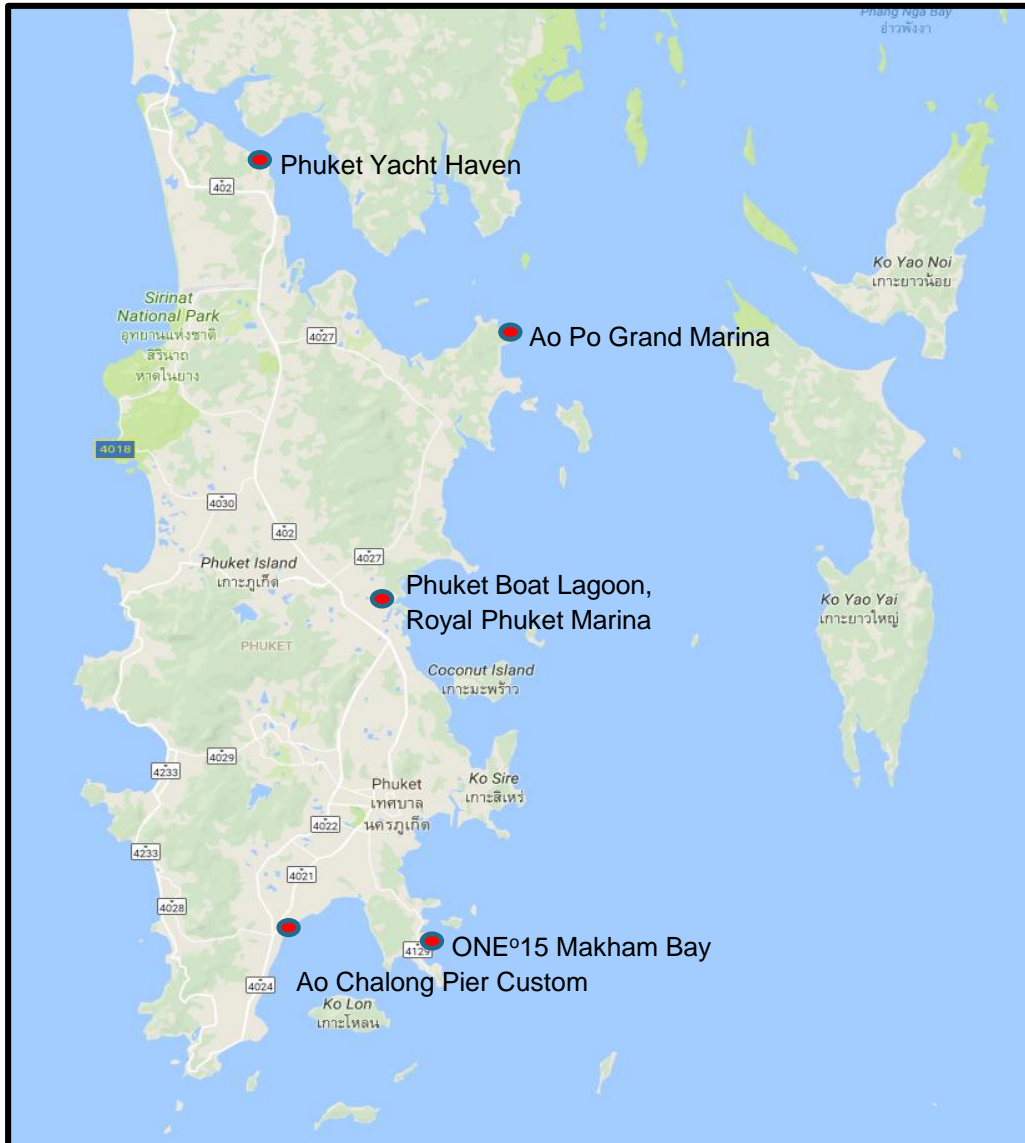 Phang Nga Bay
อ่าวพังงา
Phuket Yacht Haven
402
Ko Yao Noi
เกาะยาวน้อย
Sirinat
National Park
อุทยานแห่งชาติ
สิรินาถ
หาดในยาง
4027
Ao Po Grand Marina
4018
4030
402
Phuket Island
เกาะภูเก็ต
4027
Phuket Boat Lagoon,
Royal Phuket Marina
Ko Yao Yai
เกาะยาวใหญ่
PHUKET
Coconut Island
เกาะมะพร้าว
4029
4233
Phuket
เทศบาล
นครภูเก็ต
Ko Sire
เกาะสิเหร่
4022
4233
4021
4028
4129
ONEº15 Makham Bay
Ao Chalong Pier Custom
4024
Ko Lon
เกาะโหลน